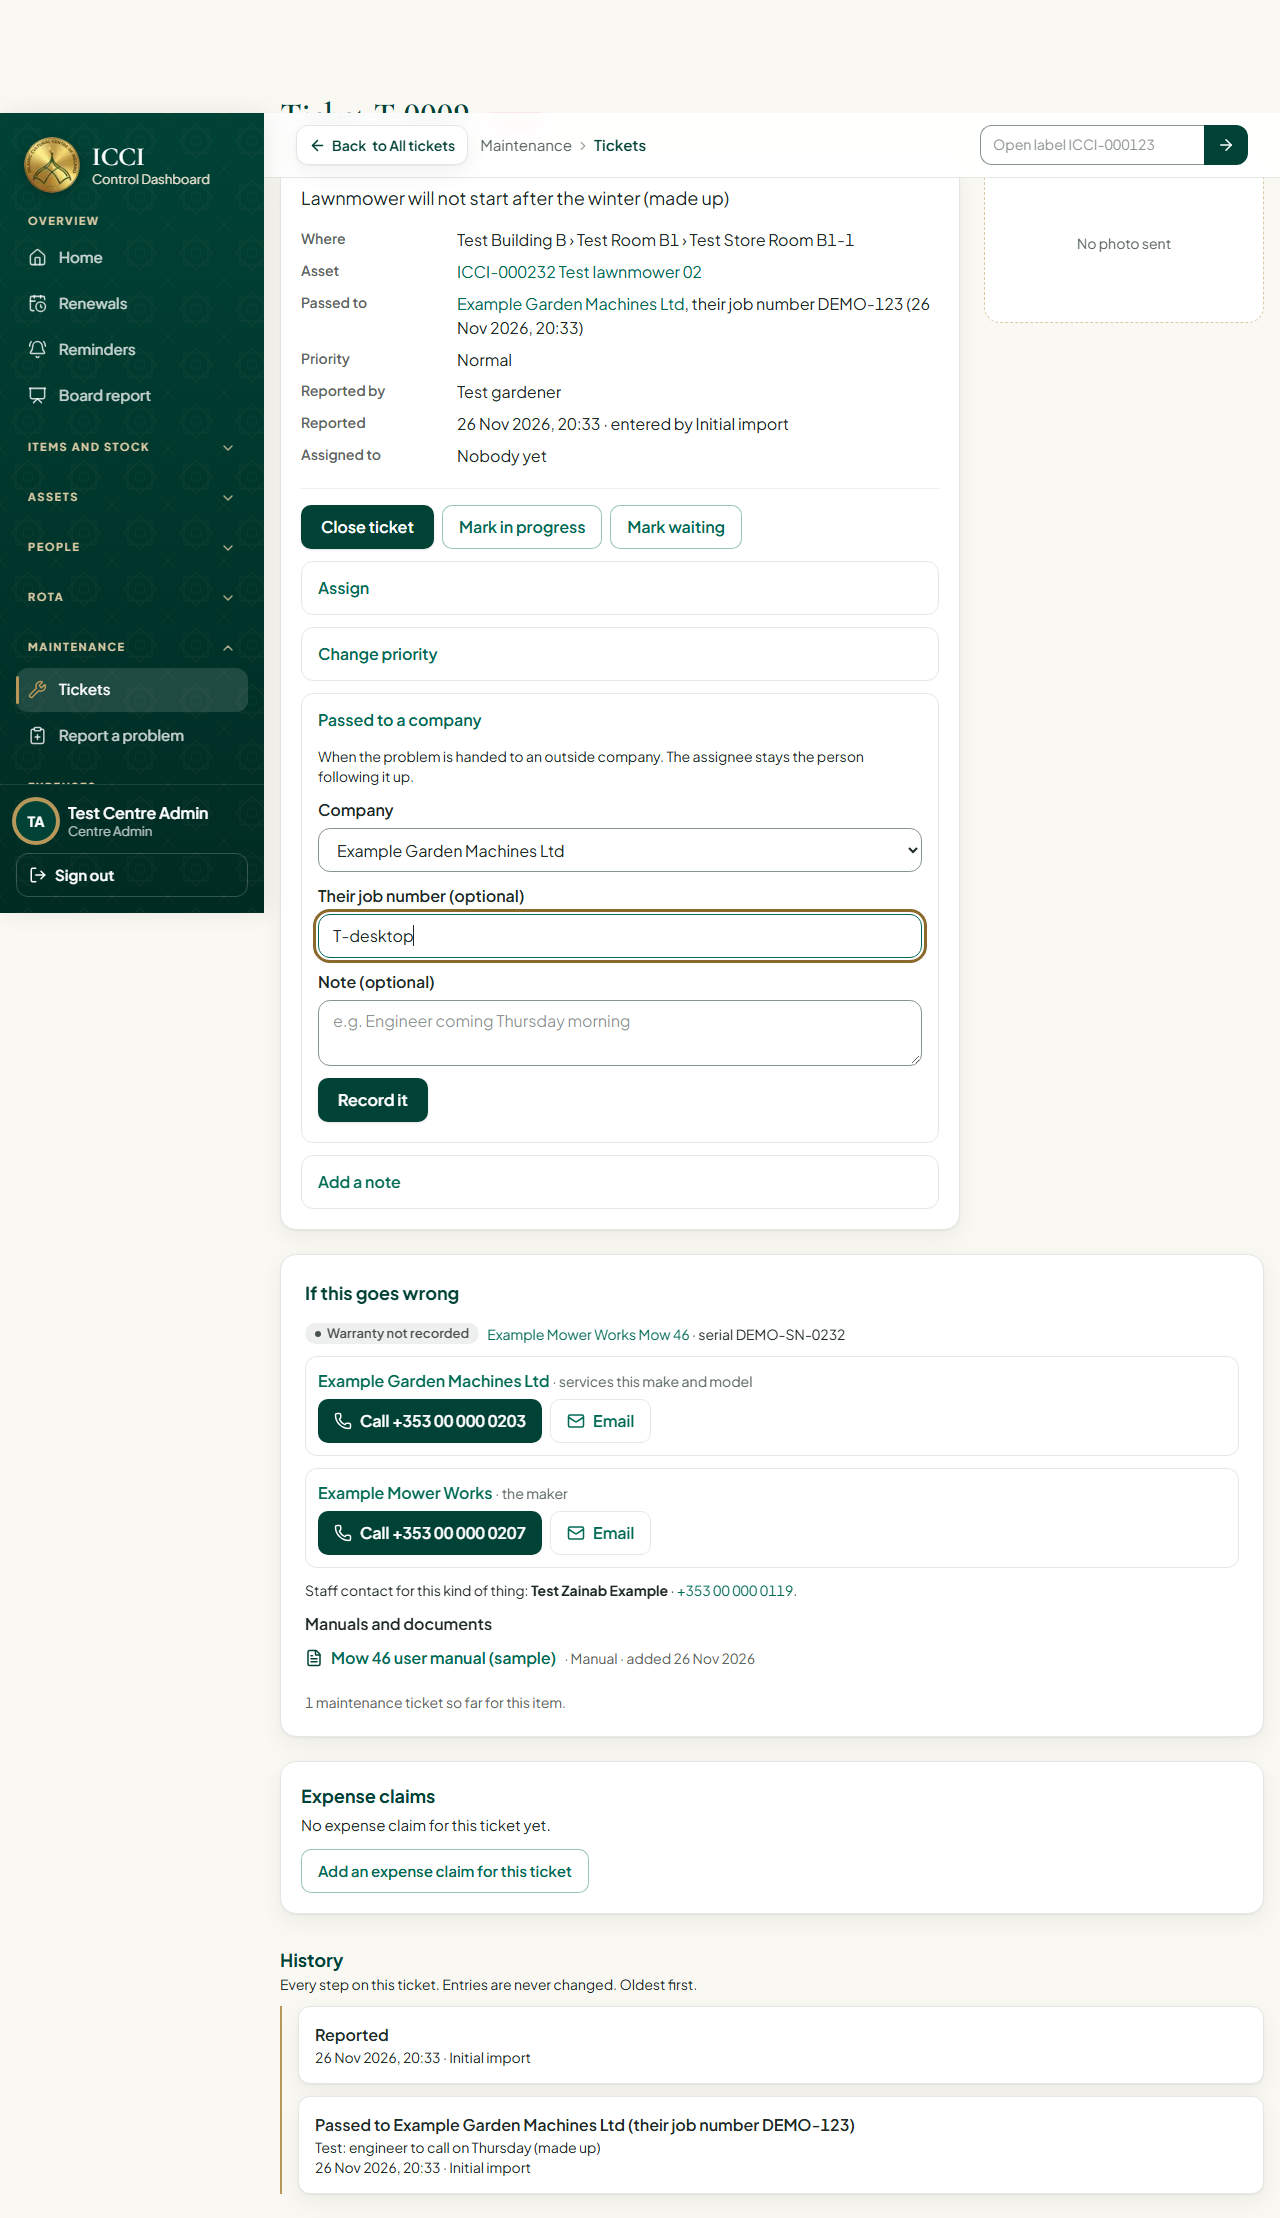 Ticket T-0009
ICCI
Control Dashboard
OVERVIEW
Home
Renewals
Reminders
Board report
ITEMS AND STOCK
ASSETS
PEOPLE
ROTA
MAINTENANCE
Tickets
Report a problem
EXPENSES
TA
Test Centre Admin
Centre Admin
Sign out
Back to All tickets
Maintenance › Tickets
Open label ICCI-000123
Lawnmower will not start after the winter (made up)
Where
Test Building B › Test Room B1 › Test Store Room B1-1
Asset
ICCI-000232 Test lawnmower 02
Passed to
Example Garden Machines Ltd, their job number DEMO-123 (26
Nov 2026, 20:33)
Priority
Normal
Reported by
Test gardener
Reported
26 Nov 2026, 20:33 · entered by Initial import
Assigned to
Nobody yet
Close ticket
Mark in progress
Mark waiting
Assign
Change priority
Passed to a company
When the problem is handed to an outside company. The assignee stays the person
following it up.
Company
Example Garden Machines Ltd
Their job number (optional)
T-desktop
Note (optional)
e.g. Engineer coming Thursday morning
Record it
Add a note
No photo sent
If this goes wrong
Warranty not recorded
Example Mower Works Mow 46 · serial DEMO-SN-0232
Example Garden Machines Ltd · services this make and model
Call +353 00 000 0203
Email
Example Mower Works · the maker
Call +353 00 000 0207
Email
Staff contact for this kind of thing: Test Zainab Example · +353 00 000 0119.
Manuals and documents
Mow 46 user manual (sample) · Manual · added 26 Nov 2026
1 maintenance ticket so far for this item.
Expense claims
No expense claim for this ticket yet.
Add an expense claim for this ticket
History
Every step on this ticket. Entries are never changed. Oldest first.
Reported
26 Nov 2026, 20:33 · Initial import
Passed to Example Garden Machines Ltd (their job number DEMO-123)
Test: engineer to call on Thursday (made up)
26 Nov 2026, 20:33 · Initial import